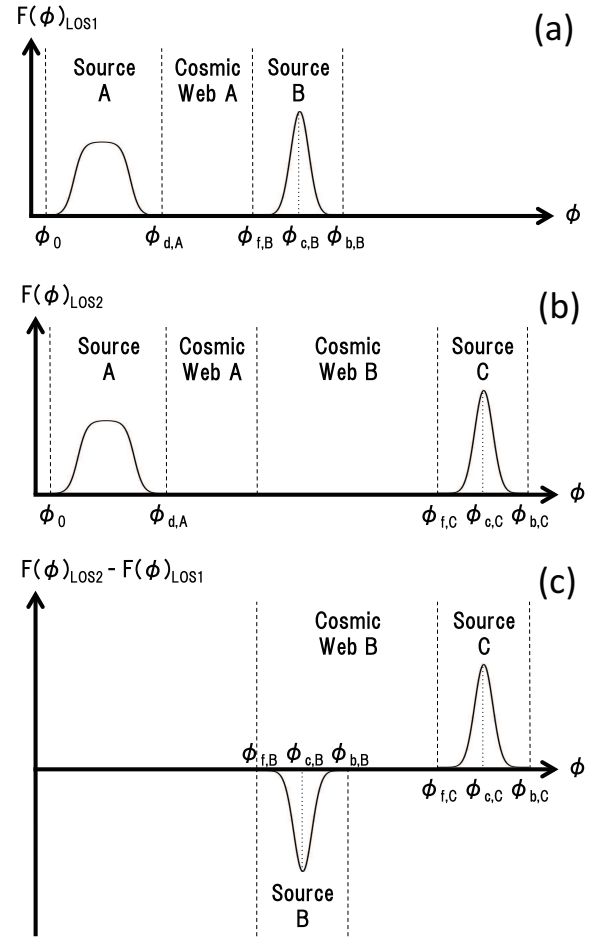 F(ϕ)LOS1
(a)
Source A
Cosmic Web A
Source B
ϕ
ϕ0 ϕd,A ϕf,B ϕc,B ϕb,B
F(ϕ)LOS2
(b)
Source A
Cosmic Web A
Cosmic Web B
Source C
ϕ
ϕ0 ϕd,A ϕf,C ϕc,C ϕb,C
F(ϕ)LOS2 - F(ϕ)LOS1
(c)
Cosmic Web B
Source C
ϕf,B ϕc,B ϕb,B
ϕ
ϕf,C ϕc,C ϕb,C
Source B